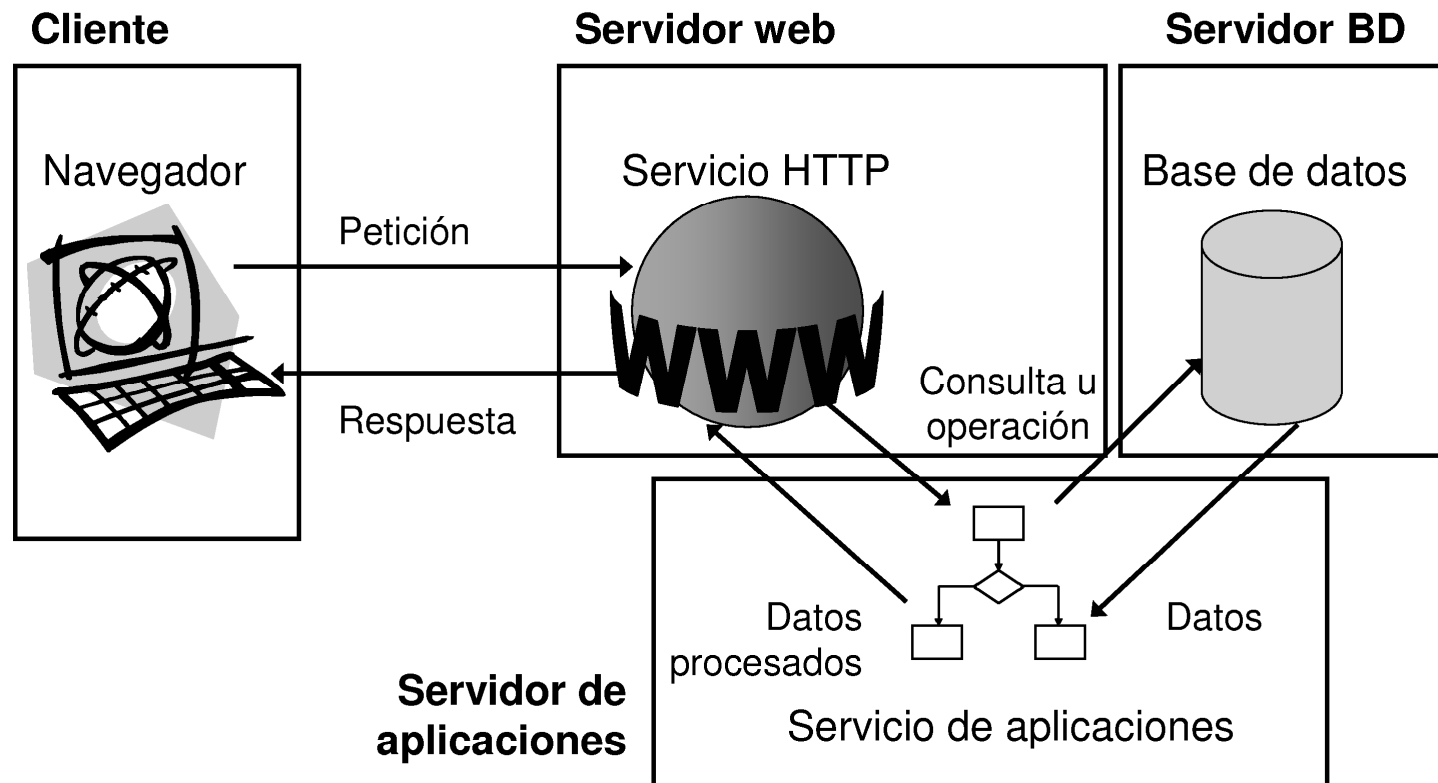 Cliente
Servidor web
Servidor BD
Navegador
Servicio HTTP
Base de datos
Petición
WWW
Respuesta
Consulta u
operación
Datos
procesados
Datos
Servidor de
aplicaciones
Servicio de aplicaciones